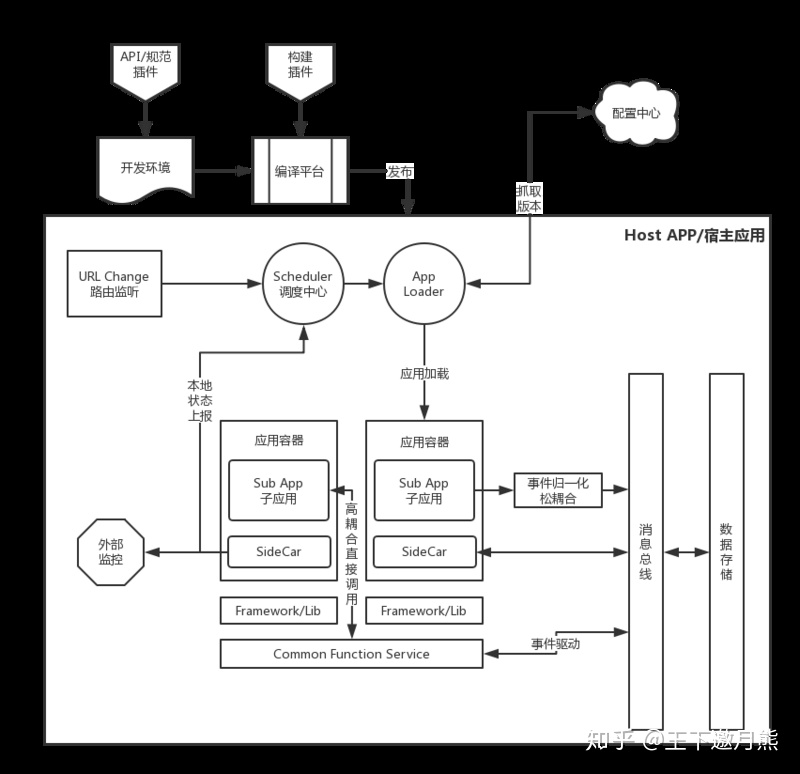 API/规范
插件
构建
插件
配置中心
开发环境
编译平台
发布
抓取
版本
Host APP/宿主应用
URL Change
路由监听
Scheduler
调度中心
App
Loader
本地
状态
上报
应用加载
应用容器
Sub App
子应用
SideCar
应用容器
Sub App
子应用
SideCar
事件归一化
松耦合
高耦合直接调用
外部
监控
消息总线
数据存储
Framework/Lib
Framework/Lib
Common Function Service
事件驱动
知乎 @王下邀月熊